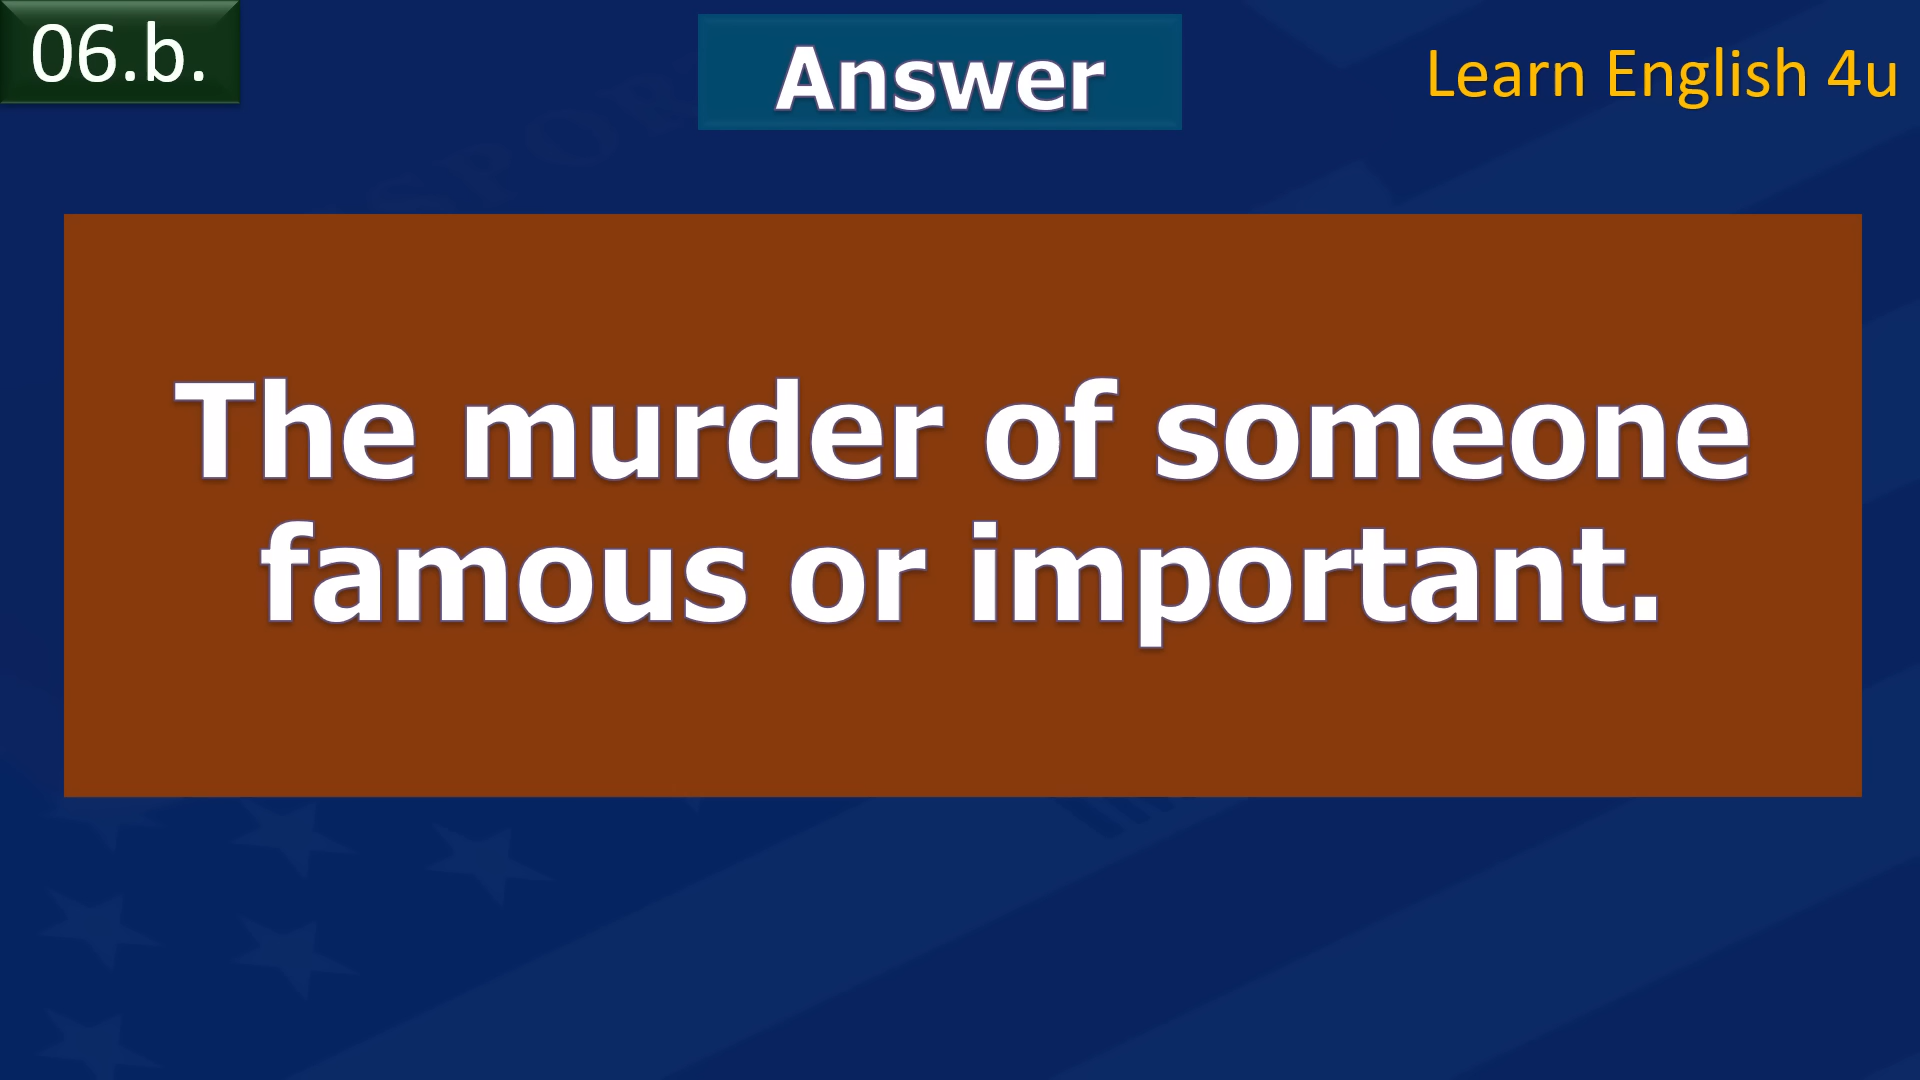 06.b.
Answer
Learn English 4u
The murder of someone
famous or important.